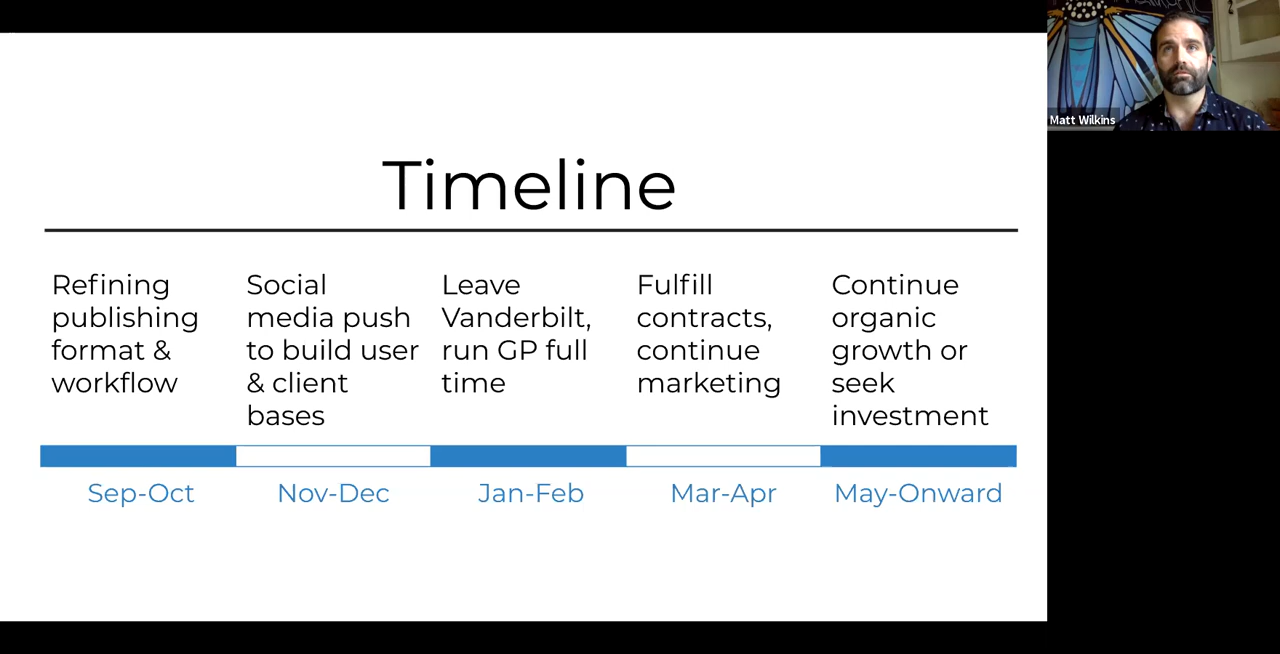 Matt Wilkins
Timeline
Refining
publishing
format &
workflow
Social
media push
to build user
& client
bases
Leave
Vanderbilt,
run GP full
time
Fulfill
contracts,
continue
marketing
Continue
organic
growth or
seek
investment
Sep-Oct
Nov-Dec
Jan-Feb
Mar-Apr
May-Onward